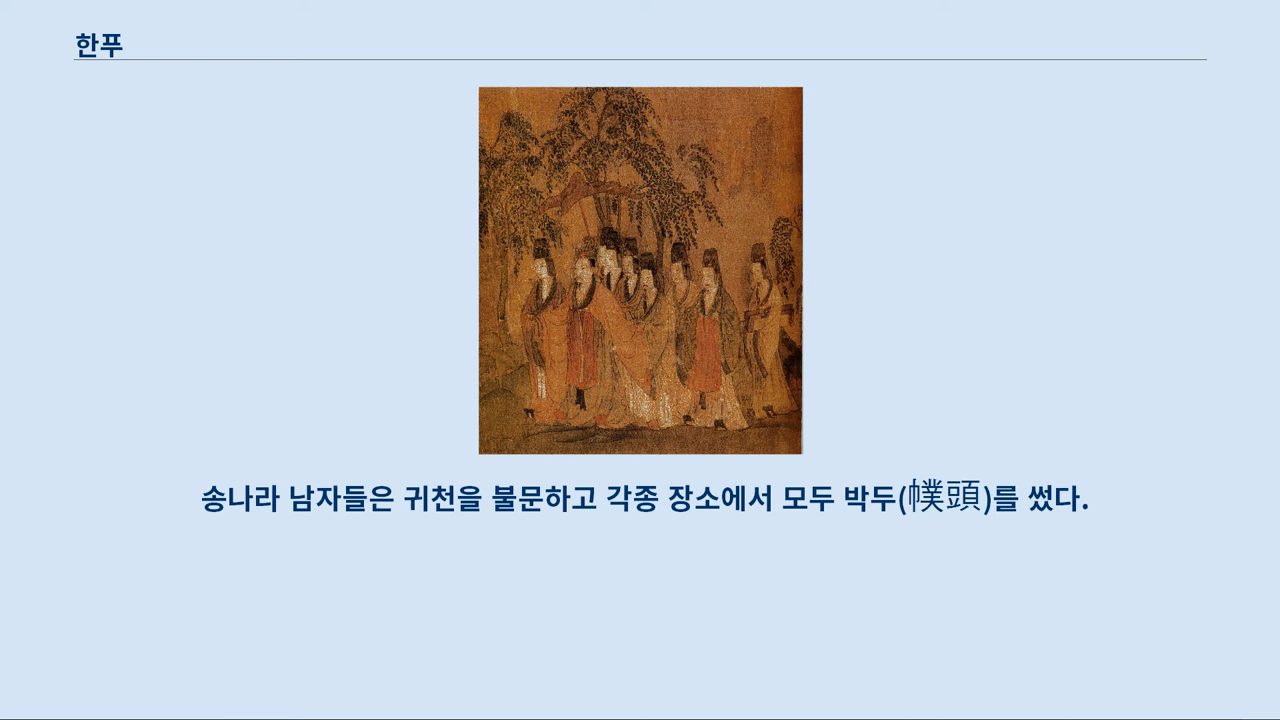 한푸
송나라 남자들은 귀천을 불문하고 각종 장소에서 모두 박두(幞頭)를 썼다.